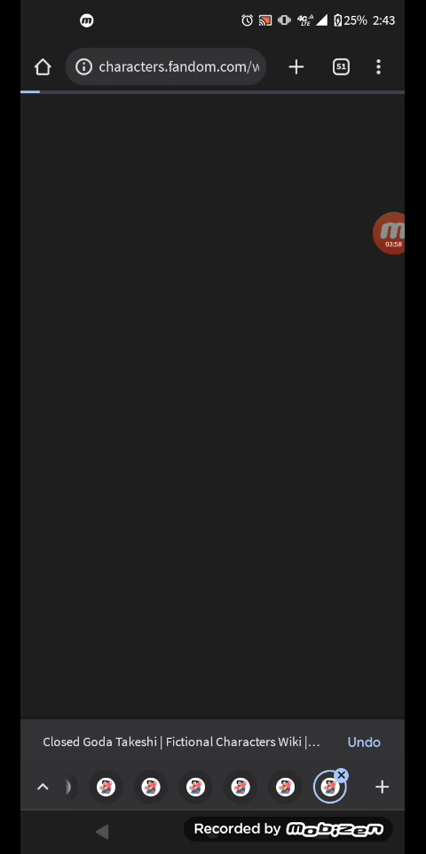 25% 2:43
characters.fandom.com/w
51
03:58
Closed Goda Takeshi | Fictional Characters Wiki |… Undo
Recorded by mobizen